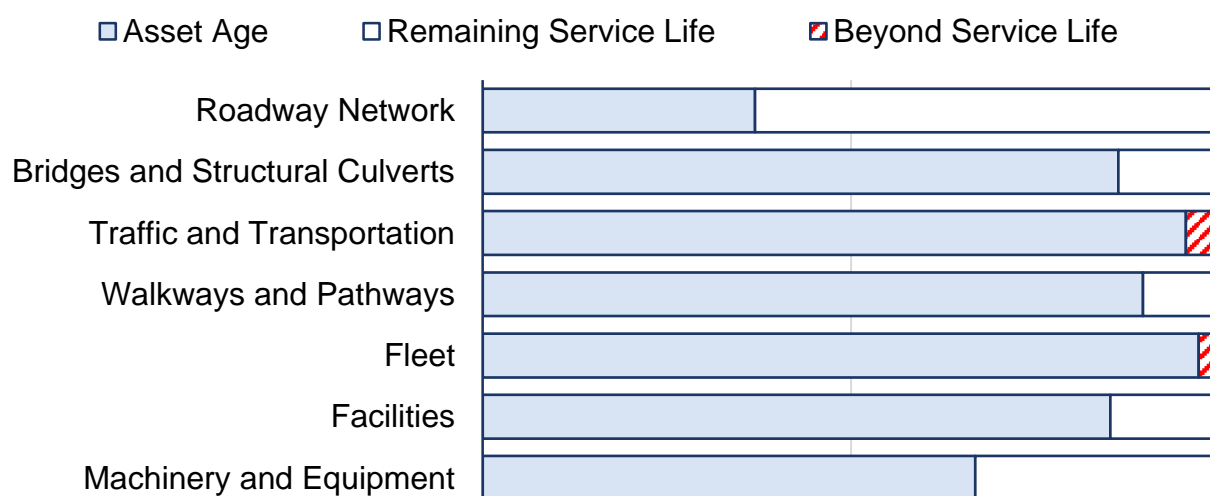 Asset Age Remaining Service Life Beyond Service Life
Roadway Network
Bridges and Structural Culverts
Traffic and Transportation
Walkways and Pathways
Fleet
Facilities
Machinery and Equipment